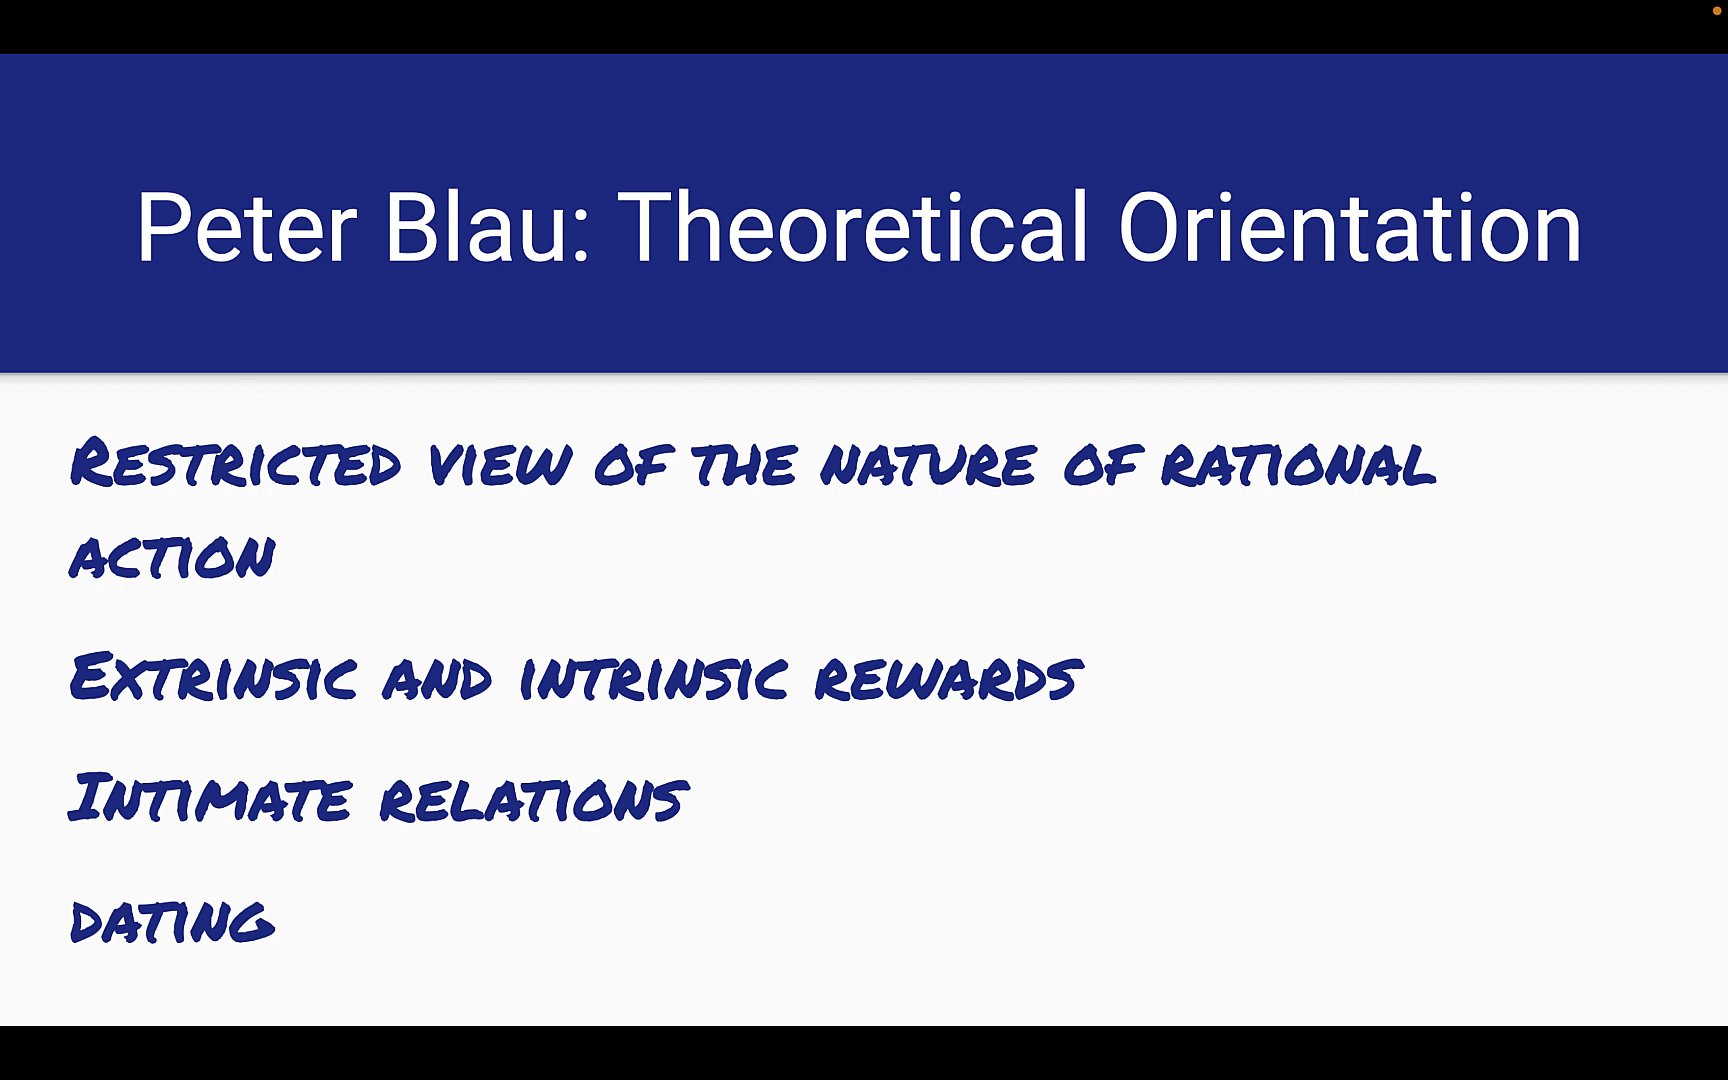 Peter Blau: Theoretical Orientation
Restricted view of the nature of rational
action
Extrinsic and intrinsic rewards
Intimate relations
dating